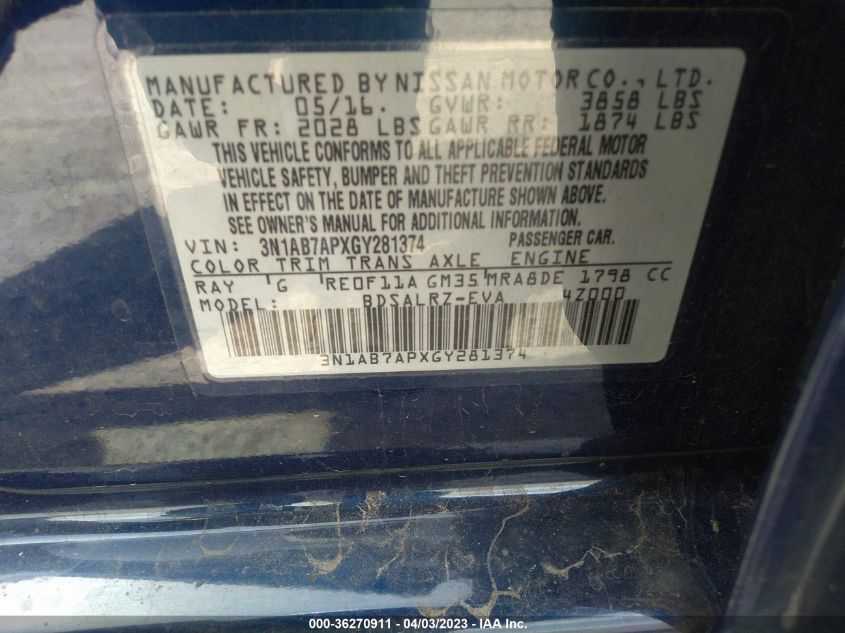 MANUFACTURED BY NISSAN MOTOR CO., LTD.
DATE: 05/16. GVWR: 3858 LBS
GAWR FR: 2028 LBS GAWR RR: 1874 LBS
THIS VEHICLE CONFORMS TO ALL APPLICABLE FEDERAL MOTOR
VEHICLE SAFETY, BUMPER AND THEFT PREVENTION STANDARDS
IN EFFECT ON THE DATE OF MANUFACTURE SHOWN ABOVE.
SEE OWNER'S MANUAL FOR ADDITIONAL INFORMATION.
VIN: 3N1AB7APXGY281374 PASSENGER CAR.
COLOR TRIM TRANS AXLE ENGINE
RAY G RE0F11A GM35 MRA8DE 1798 CC
MODEL: BDSALRZ-EVA 4Z000
3N1AB7APXGY281374
000-36270911 - 04/03/2023 - IAA Inc.